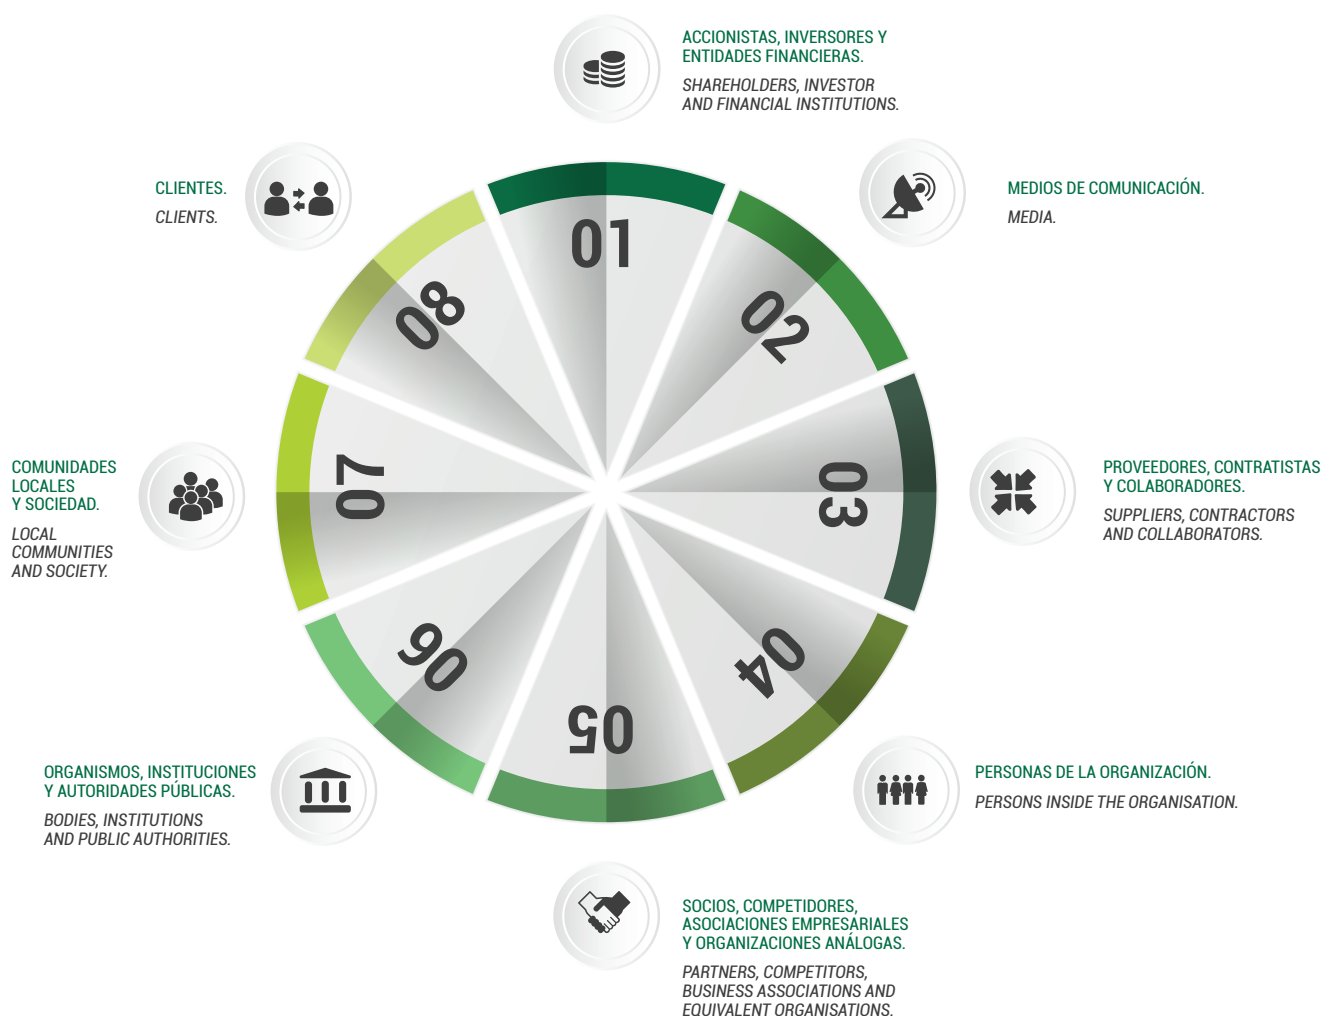 ACCIONISTAS, INVERSORES Y
ENTIDADES FINANCIERAS.
SHAREHOLDERS, INVESTOR
AND FINANCIAL INSTITUTIONS.
CLIENTES.
CLIENTS.
MEDIOS DE COMUNICACIÓN.
MEDIA.
01
02
03
04
05
06
07
08
COMUNIDADES
LOCALES
Y SOCIEDAD.
LOCAL
COMMUNITIES
AND SOCIETY.
PROVEEDORES, CONTRATISTAS
Y COLABORADORES.
SUPPLIERS, CONTRACTORS
AND COLLABORATORS.
ORGANISMOS, INSTITUCIONES
Y AUTORIDADES PÚBLICAS.
BODIES, INSTITUTIONS
AND PUBLIC AUTHORITIES.
PERSONAS DE LA ORGANIZACIÓN.
PERSONS INSIDE THE ORGANISATION.
SOCIOS, COMPETIDORES,
ASOCIACIONES EMPRESARIALES
Y ORGANIZACIONES ANÁLOGAS.
PARTNERS, COMPETITORS,
BUSINESS ASSOCIATIONS AND
EQUIVALENT ORGANISATIONS.